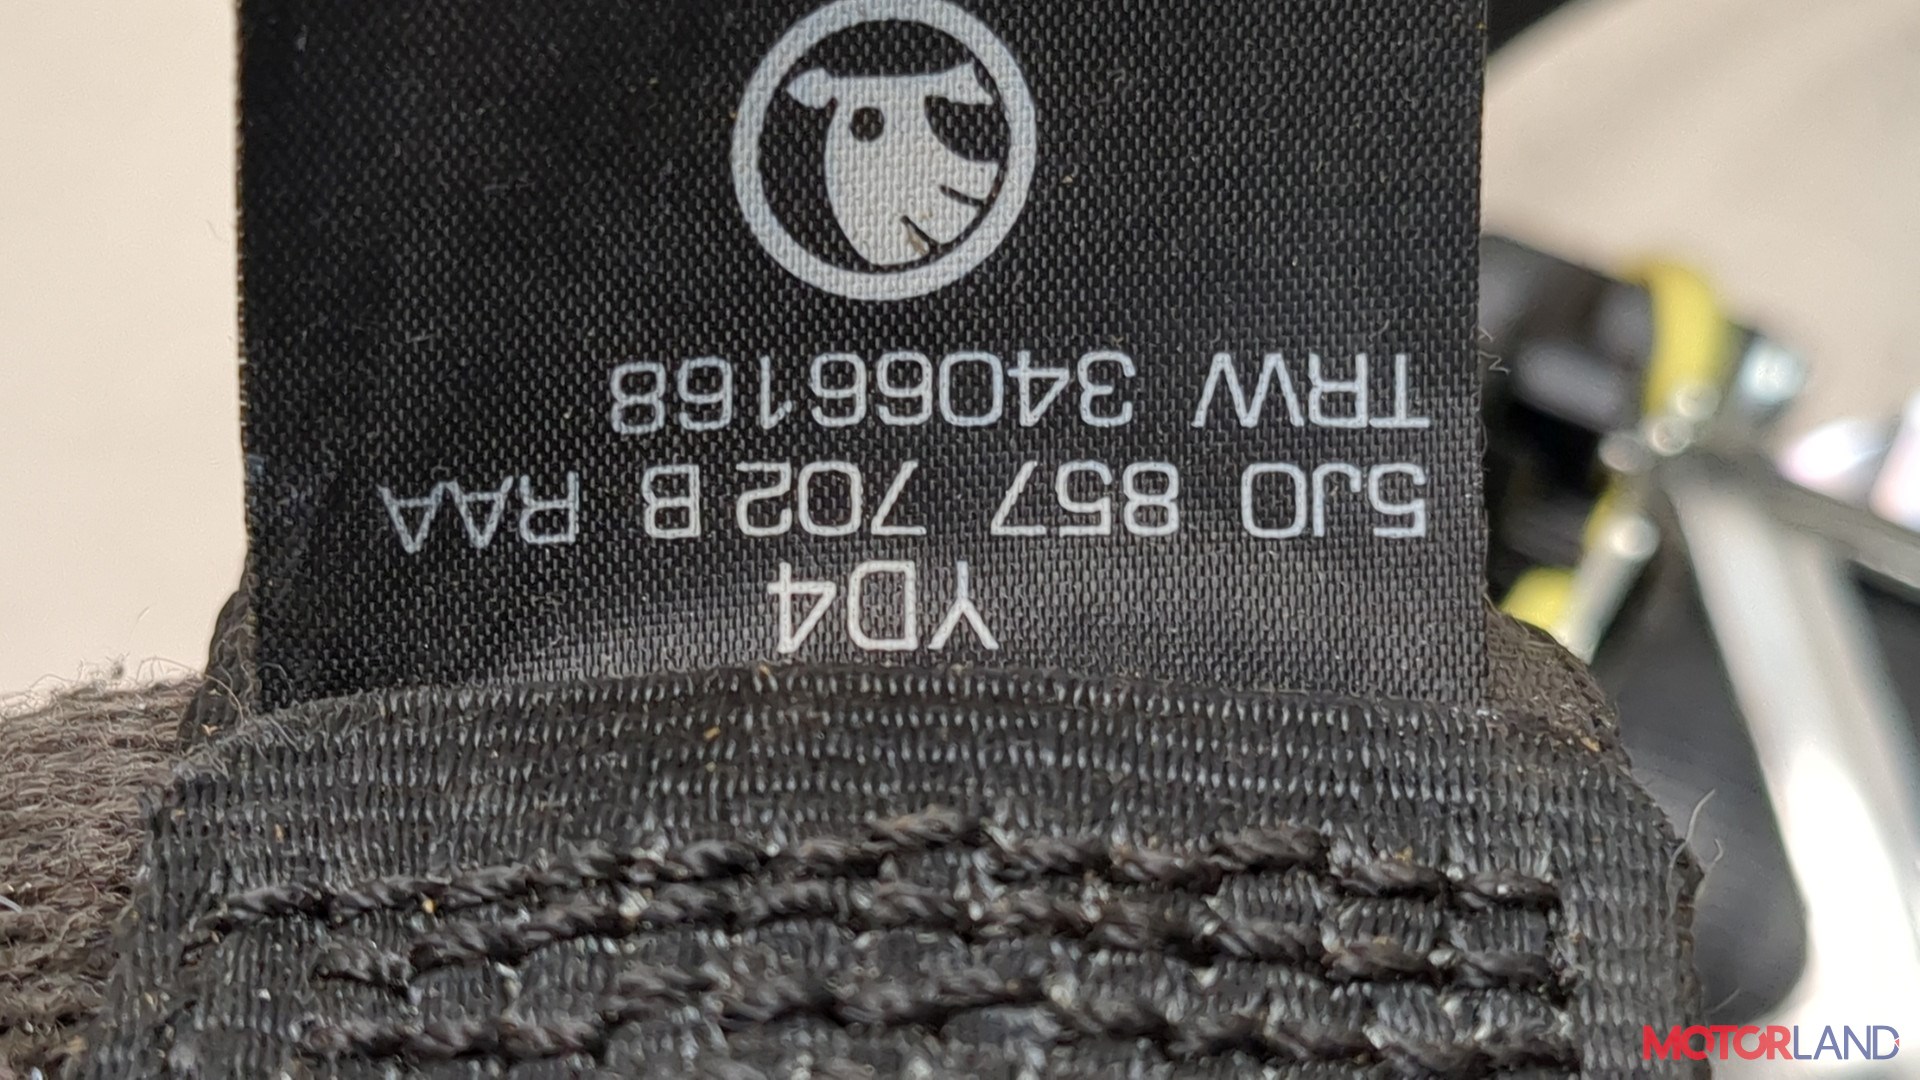 YD4
5J0 857 702 B RAA
TRW 34066168
MOTORLAND